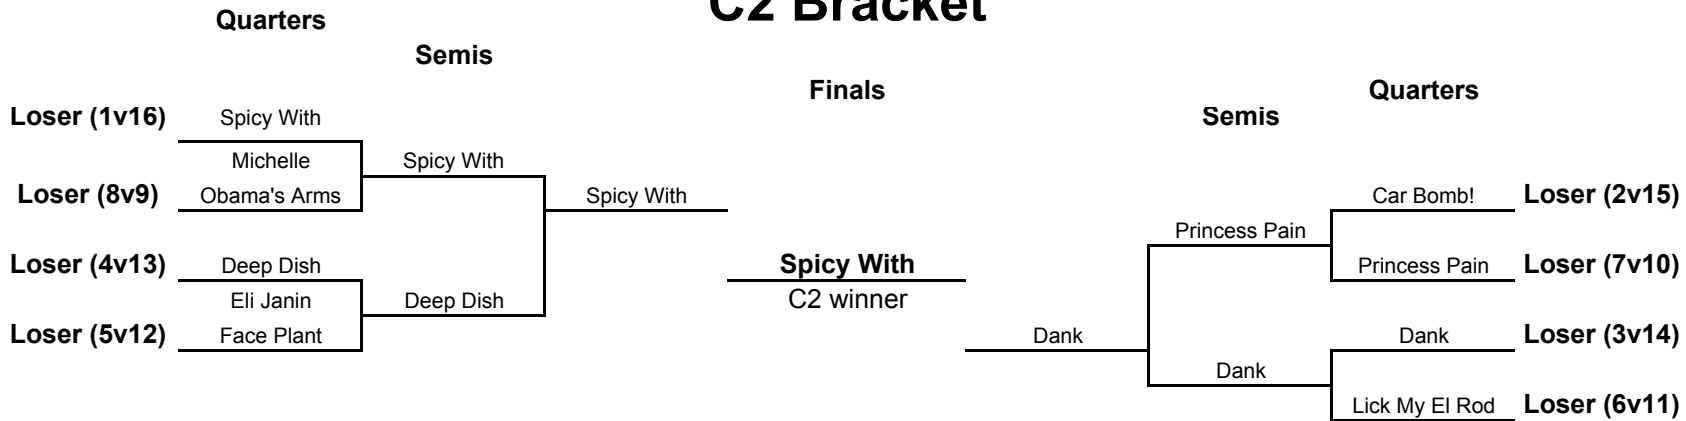 C2 Bracket
Quarters
Semis
Finals
Quarters
Semis
Loser (1v16) Spicy With
Michelle Spicy With
Loser (8v9) Obama's Arms Spicy With Car Bomb! Loser (2v15)
Princess Pain
Loser (4v13) Deep Dish Spicy With Princess Pain Loser (7v10)
Eli Janin Deep Dish C2 winner
Loser (5v12) Face Plant Dank Dank Loser (3v14)
Dank
Lick My El Rod Loser (6v11)